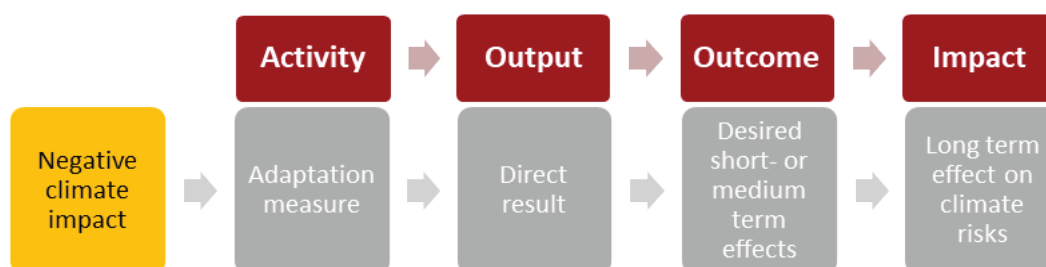 Activity
Output
Outcome
Impact
Negative
climate
impact
Adaptation
measure
Direct
result
Desired
short- or
medium
term
effects
Long term
effect on
climate
risks